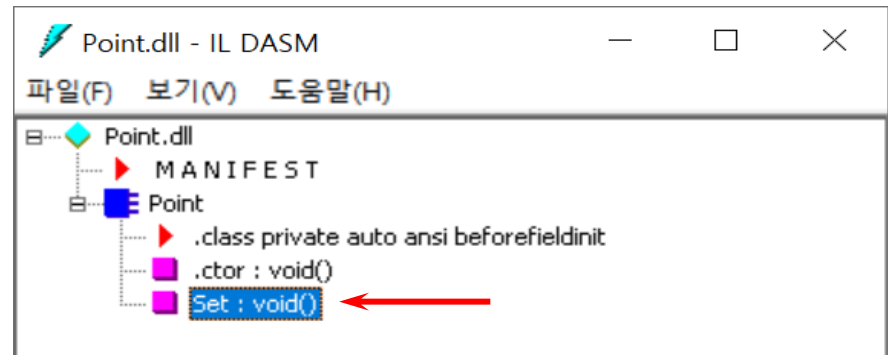 Point.dll - IL DASM
파일(F) 보기(V) 도움말(H)
Point.dll
M A N I F E S T
Point
.class private auto ansi beforefieldinit
.ctor : void()
Set : void()